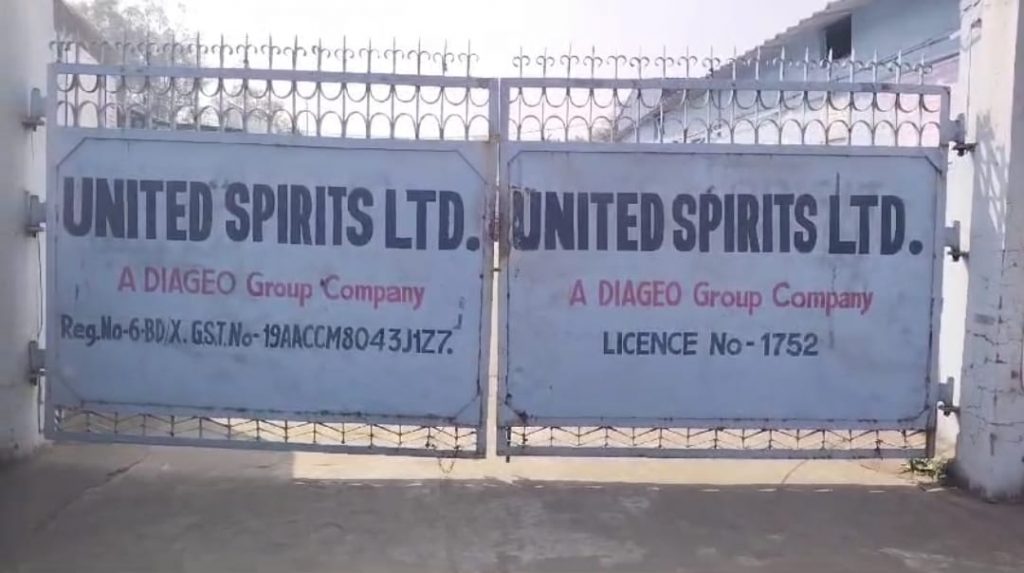 UNITED SPIRITS LTD.
A DIAGEO Group Company
Reg.No-6-BD/X. G.S.T.No-19AACCM8043J1Z7.
UNITED SPIRITS LTD.
A DIAGEO Group Company
LICENCE No-1752